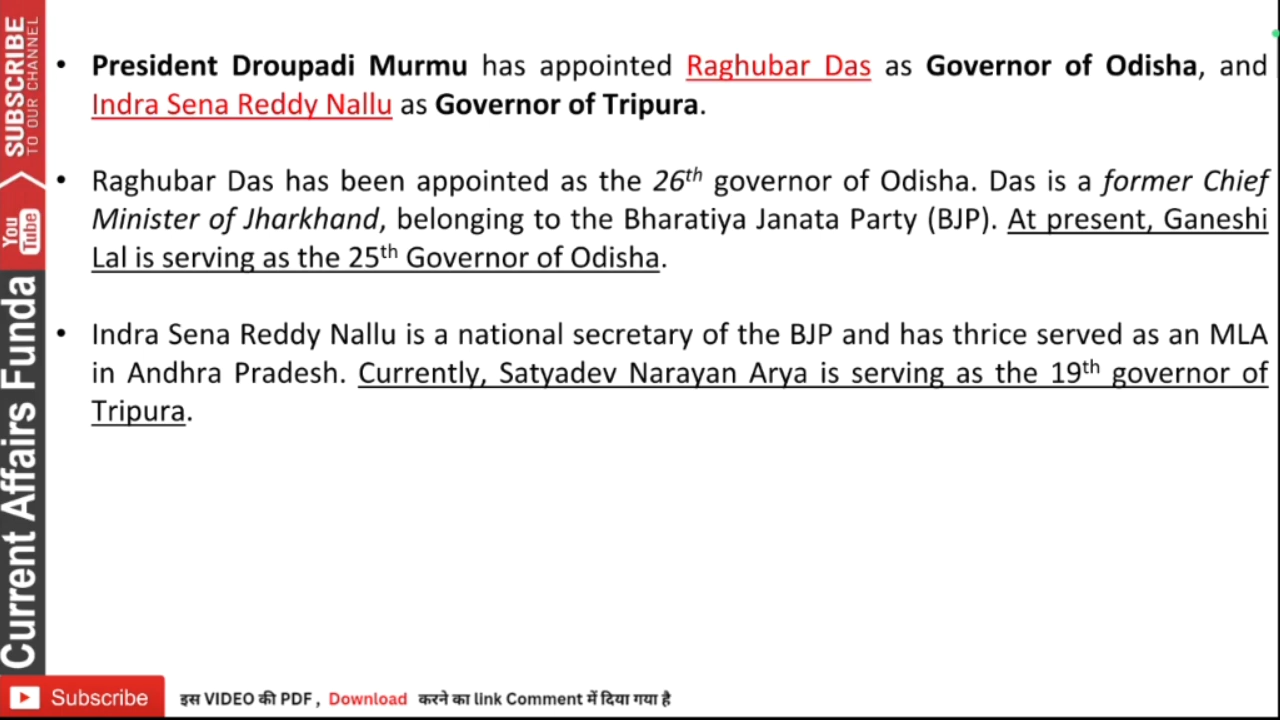 SUBSCRIBE
TO OUR CHANNEL
You
Tube
Current Affairs Funda
• President Droupadi Murmu has appointed Raghubar Das as Governor of Odisha, and
Indra Sena Reddy Nallu as Governor of Tripura.
• Raghubar Das has been appointed as the 26th governor of Odisha. Das is a former Chief
Minister of Jharkhand, belonging to the Bharatiya Janata Party (BJP). At present, Ganeshi
Lal is serving as the 25th Governor of Odisha.
• Indra Sena Reddy Nallu is a national secretary of the BJP and has thrice served as an MLA
in Andhra Pradesh. Currently, Satyadev Narayan Arya is serving as the 19th governor of
Tripura.
Subscribe
इस VIDEO की PDF , Download करने का link Comment में दिया गया है